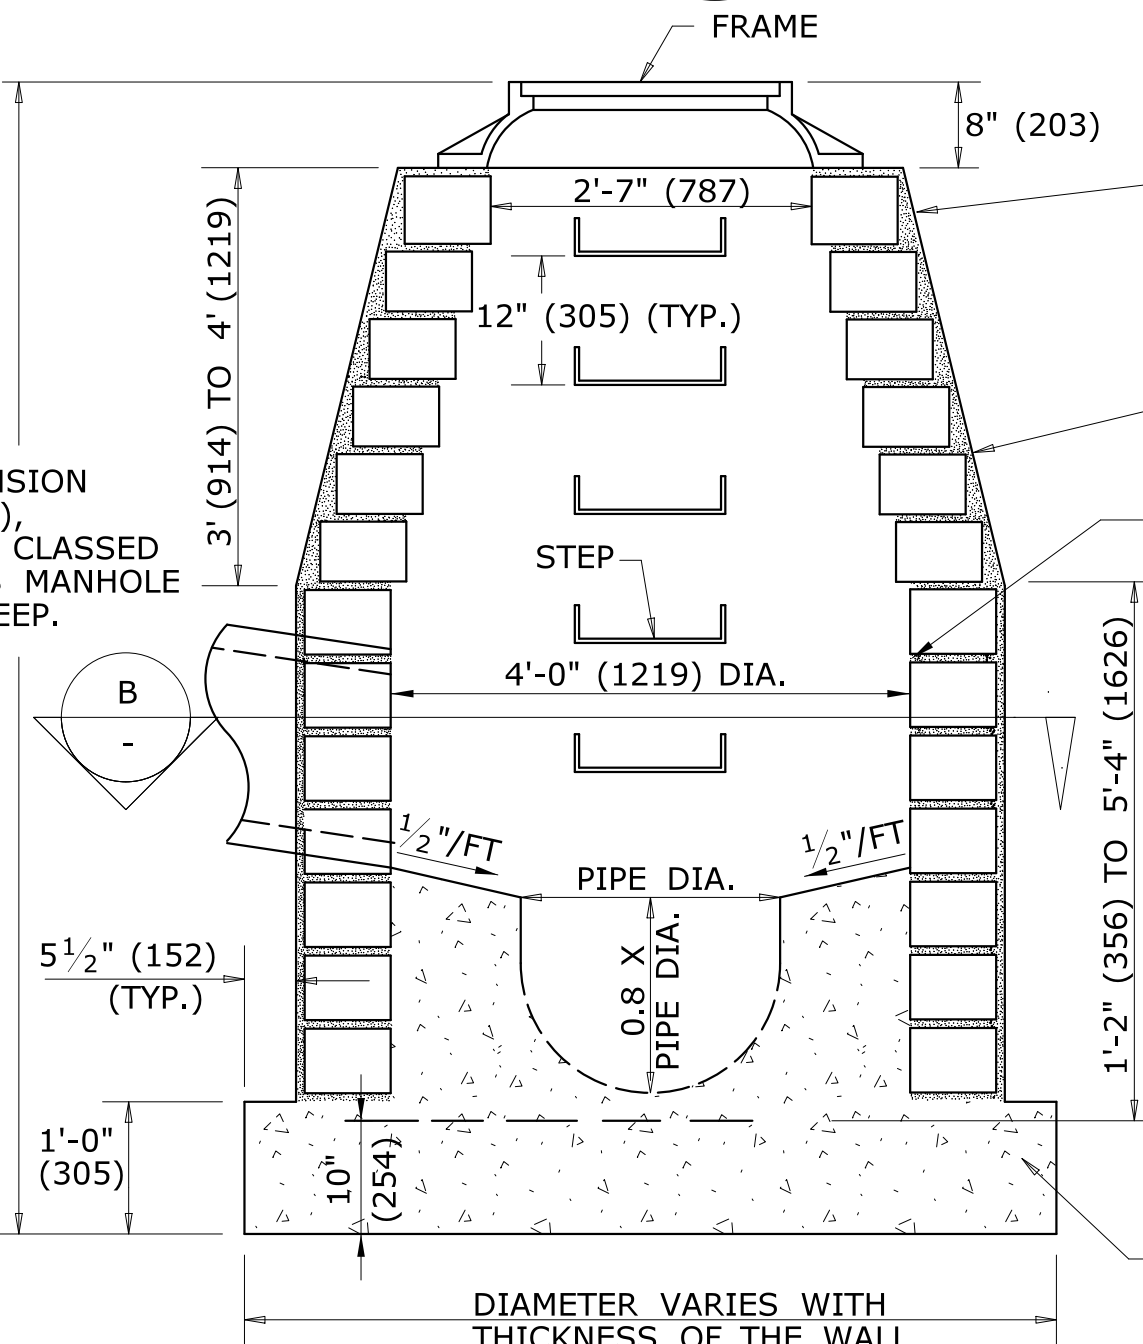 FRAME
8" (203)
2'-7" (787)
3' (914) TO 4' (1219)
12" (305) (TYP.)
CLASSED
MANHOLE
STEP
4'-0" (1219) DIA.
B
-
1'-2" (356) TO 5'-4" (1626)
1/2"/FT
1/2"/FT
PIPE DIA.
0.8 X
PIPE DIA.
5 1/2" (152)
(TYP.)
1'-0"
(305)
10"
(254)
DIAMETER VARIES WITH
THICKNESS OF THE WALL